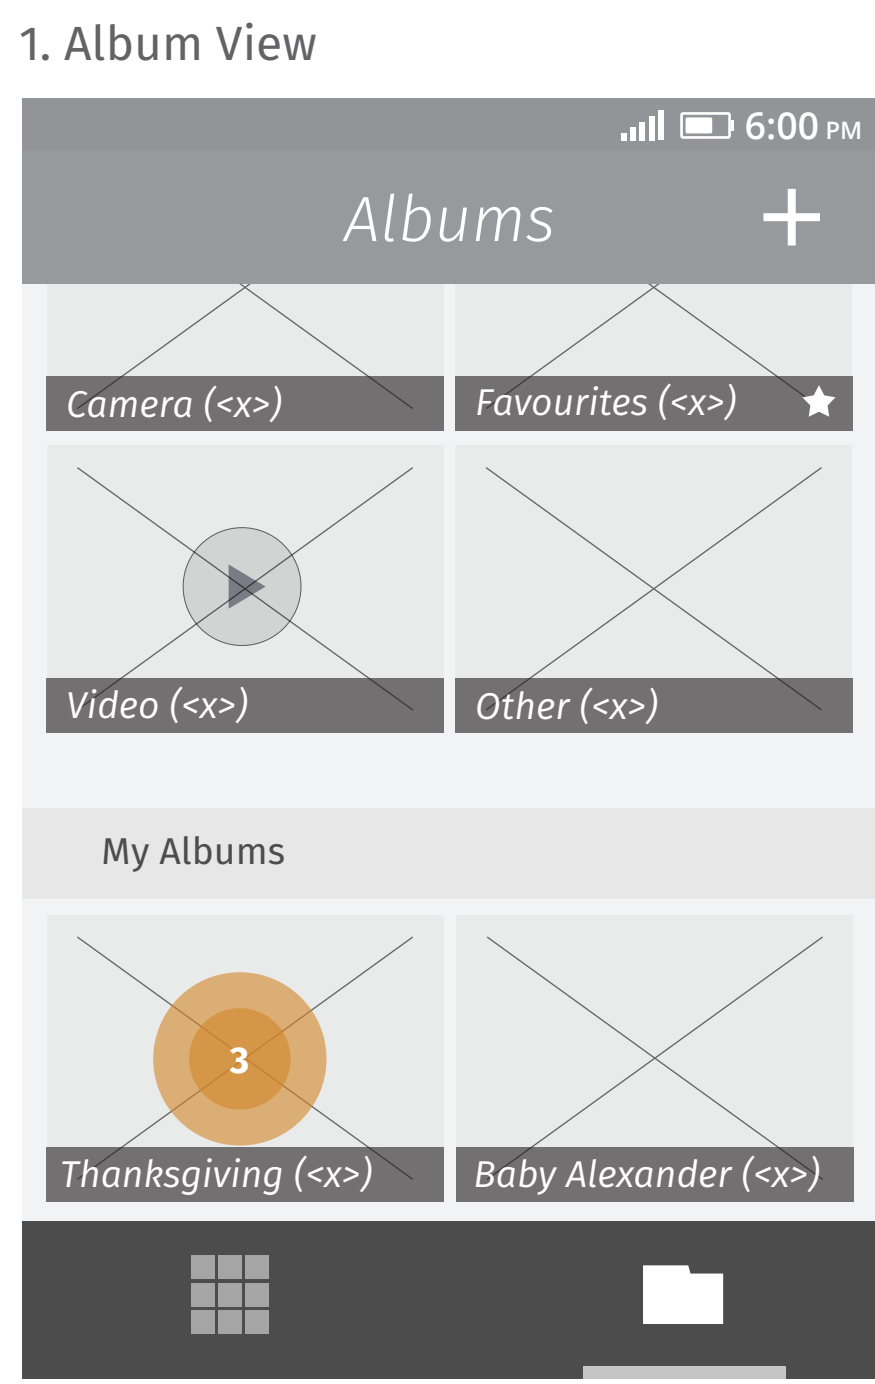 1. Album View
6:00 PM
Albums
Camera (<x>)
Favourites (<x>)
Video (<x>)
Other (<x>)
My Albums
3
Thanksgiving (<x>)
Baby Alexander (<x>)